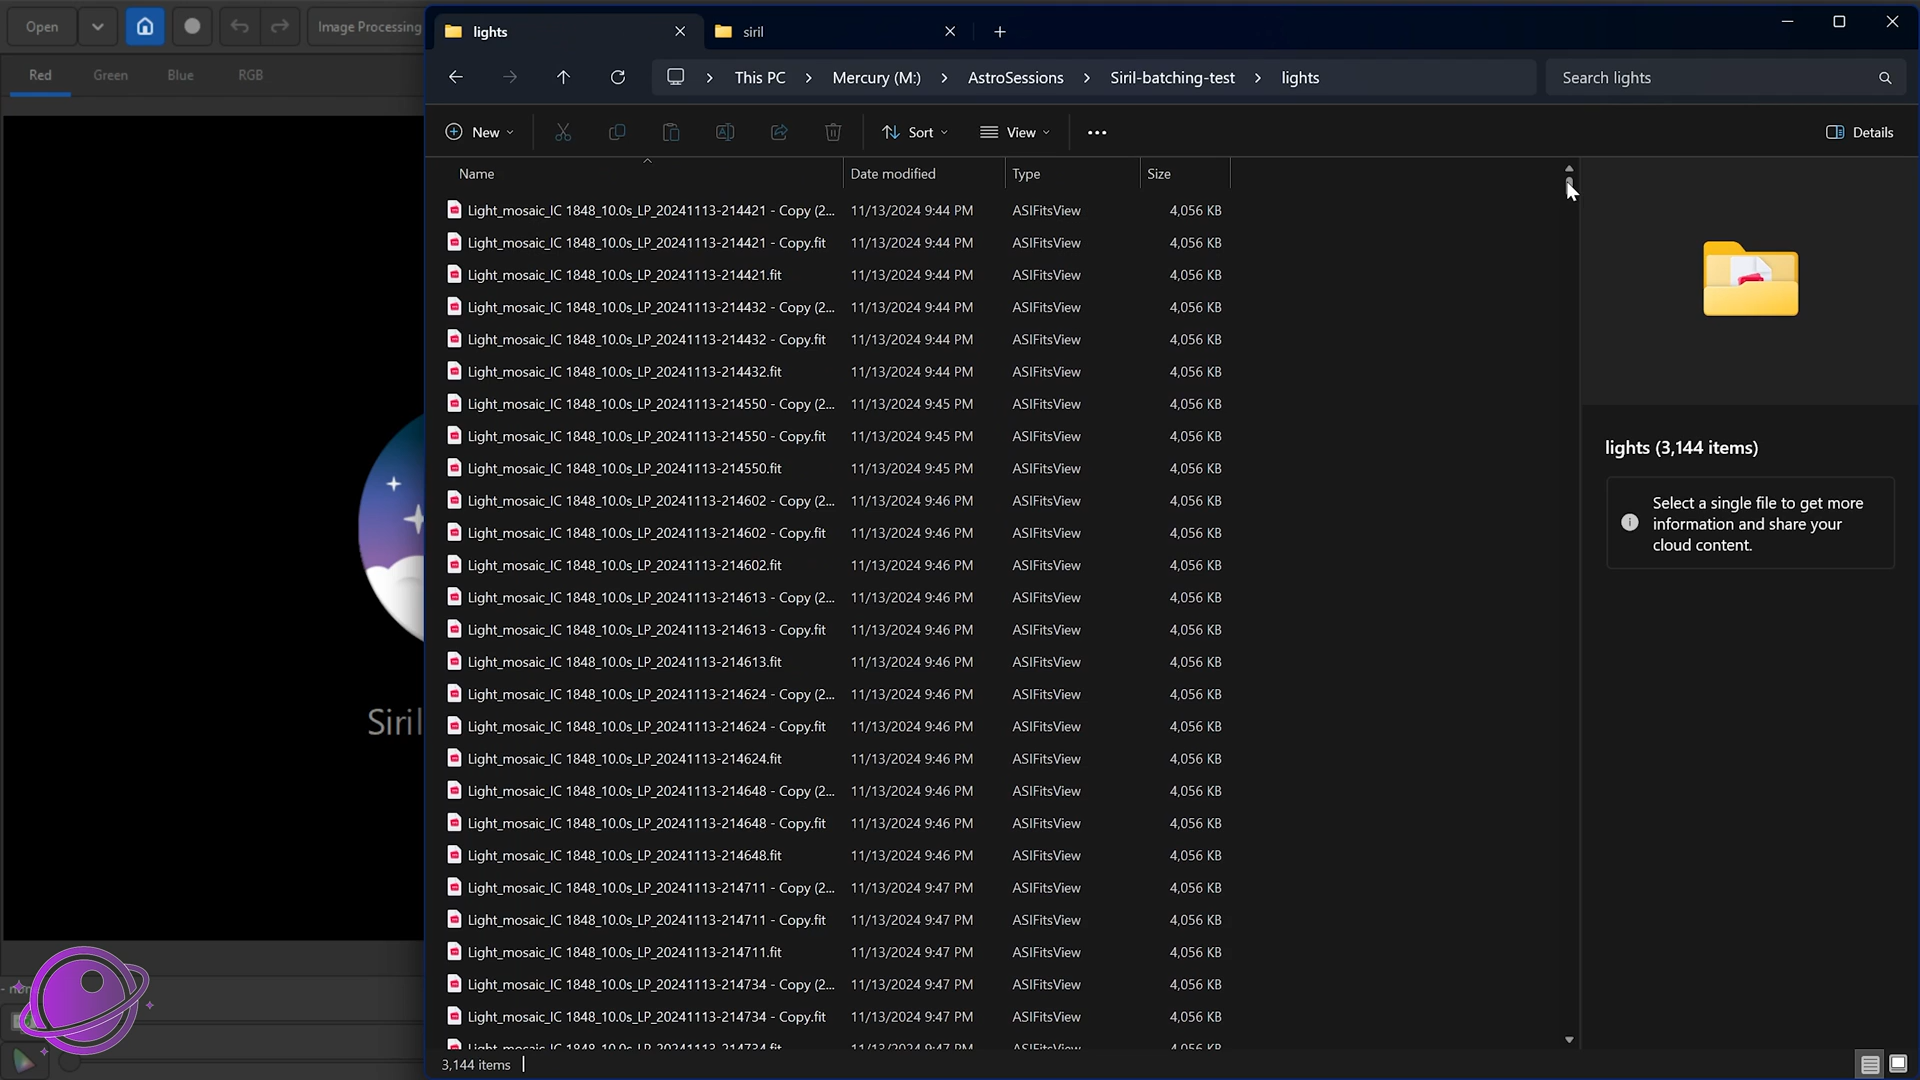 Open
Image Processing
Red
Green
Blue
RGB
Siril
lights
siril
This PC
Mercury (M:)
AstroSessions
Siril-batching-test
lights
Search lights
New
Sort
View
Details
Name
Date modified
Type
Size
Light_mosaic_IC 1848_10.0s_LP_20241113-214421 - Copy (2... 11/13/2024 9:44 PM ASIFitsView 4,056 KB
Light_mosaic_IC 1848_10.0s_LP_20241113-214421 - Copy.fit 11/13/2024 9:44 PM ASIFitsView 4,056 KB
Light_mosaic_IC 1848_10.0s_LP_20241113-214421.fit 11/13/2024 9:44 PM ASIFitsView 4,056 KB
Light_mosaic_IC 1848_10.0s_LP_20241113-214432 - Copy (2... 11/13/2024 9:44 PM ASIFitsView 4,056 KB
Light_mosaic_IC 1848_10.0s_LP_20241113-214432 - Copy.fit 11/13/2024 9:44 PM ASIFitsView 4,056 KB
Light_mosaic_IC 1848_10.0s_LP_20241113-214432.fit 11/13/2024 9:44 PM ASIFitsView 4,056 KB
Light_mosaic_IC 1848_10.0s_LP_20241113-214550 - Copy (2... 11/13/2024 9:45 PM ASIFitsView 4,056 KB
Light_mosaic_IC 1848_10.0s_LP_20241113-214550 - Copy.fit 11/13/2024 9:45 PM ASIFitsView 4,056 KB
Light_mosaic_IC 1848_10.0s_LP_20241113-214550.fit 11/13/2024 9:45 PM ASIFitsView 4,056 KB
Light_mosaic_IC 1848_10.0s_LP_20241113-214602 - Copy (2... 11/13/2024 9:46 PM ASIFitsView 4,056 KB
Light_mosaic_IC 1848_10.0s_LP_20241113-214602 - Copy.fit 11/13/2024 9:46 PM ASIFitsView 4,056 KB
Light_mosaic_IC 1848_10.0s_LP_20241113-214602.fit 11/13/2024 9:46 PM ASIFitsView 4,056 KB
Light_mosaic_IC 1848_10.0s_LP_20241113-214613 - Copy (2... 11/13/2024 9:46 PM ASIFitsView 4,056 KB
Light_mosaic_IC 1848_10.0s_LP_20241113-214613 - Copy.fit 11/13/2024 9:46 PM ASIFitsView 4,056 KB
Light_mosaic_IC 1848_10.0s_LP_20241113-214613.fit 11/13/2024 9:46 PM ASIFitsView 4,056 KB
Light_mosaic_IC 1848_10.0s_LP_20241113-214624 - Copy (2... 11/13/2024 9:46 PM ASIFitsView 4,056 KB
Light_mosaic_IC 1848_10.0s_LP_20241113-214624 - Copy.fit 11/13/2024 9:46 PM ASIFitsView 4,056 KB
Light_mosaic_IC 1848_10.0s_LP_20241113-214624.fit 11/13/2024 9:46 PM ASIFitsView 4,056 KB
Light_mosaic_IC 1848_10.0s_LP_20241113-214648 - Copy (2... 11/13/2024 9:46 PM ASIFitsView 4,056 KB
Light_mosaic_IC 1848_10.0s_LP_20241113-214648 - Copy.fit 11/13/2024 9:46 PM ASIFitsView 4,056 KB
Light_mosaic_IC 1848_10.0s_LP_20241113-214648.fit 11/13/2024 9:46 PM ASIFitsView 4,056 KB
Light_mosaic_IC 1848_10.0s_LP_20241113-214711 - Copy (2... 11/13/2024 9:47 PM ASIFitsView 4,056 KB
Light_mosaic_IC 1848_10.0s_LP_20241113-214711 - Copy.fit 11/13/2024 9:47 PM ASIFitsView 4,056 KB
Light_mosaic_IC 1848_10.0s_LP_20241113-214711.fit 11/13/2024 9:47 PM ASIFitsView 4,056 KB
Light_mosaic_IC 1848_10.0s_LP_20241113-214734 - Copy (2... 11/13/2024 9:47 PM ASIFitsView 4,056 KB
Light_mosaic_IC 1848_10.0s_LP_20241113-214734 - Copy.fit 11/13/2024 9:47 PM ASIFitsView 4,056 KB
Light_mosaic_IC 1848_10.0s_LP_20241113-214734.fit 11/13/2024 9:47 PM ASIFitsView 4,056 KB
lights (3,144 items)
Select a single file to get more
information and share your
cloud content.
3,144 items